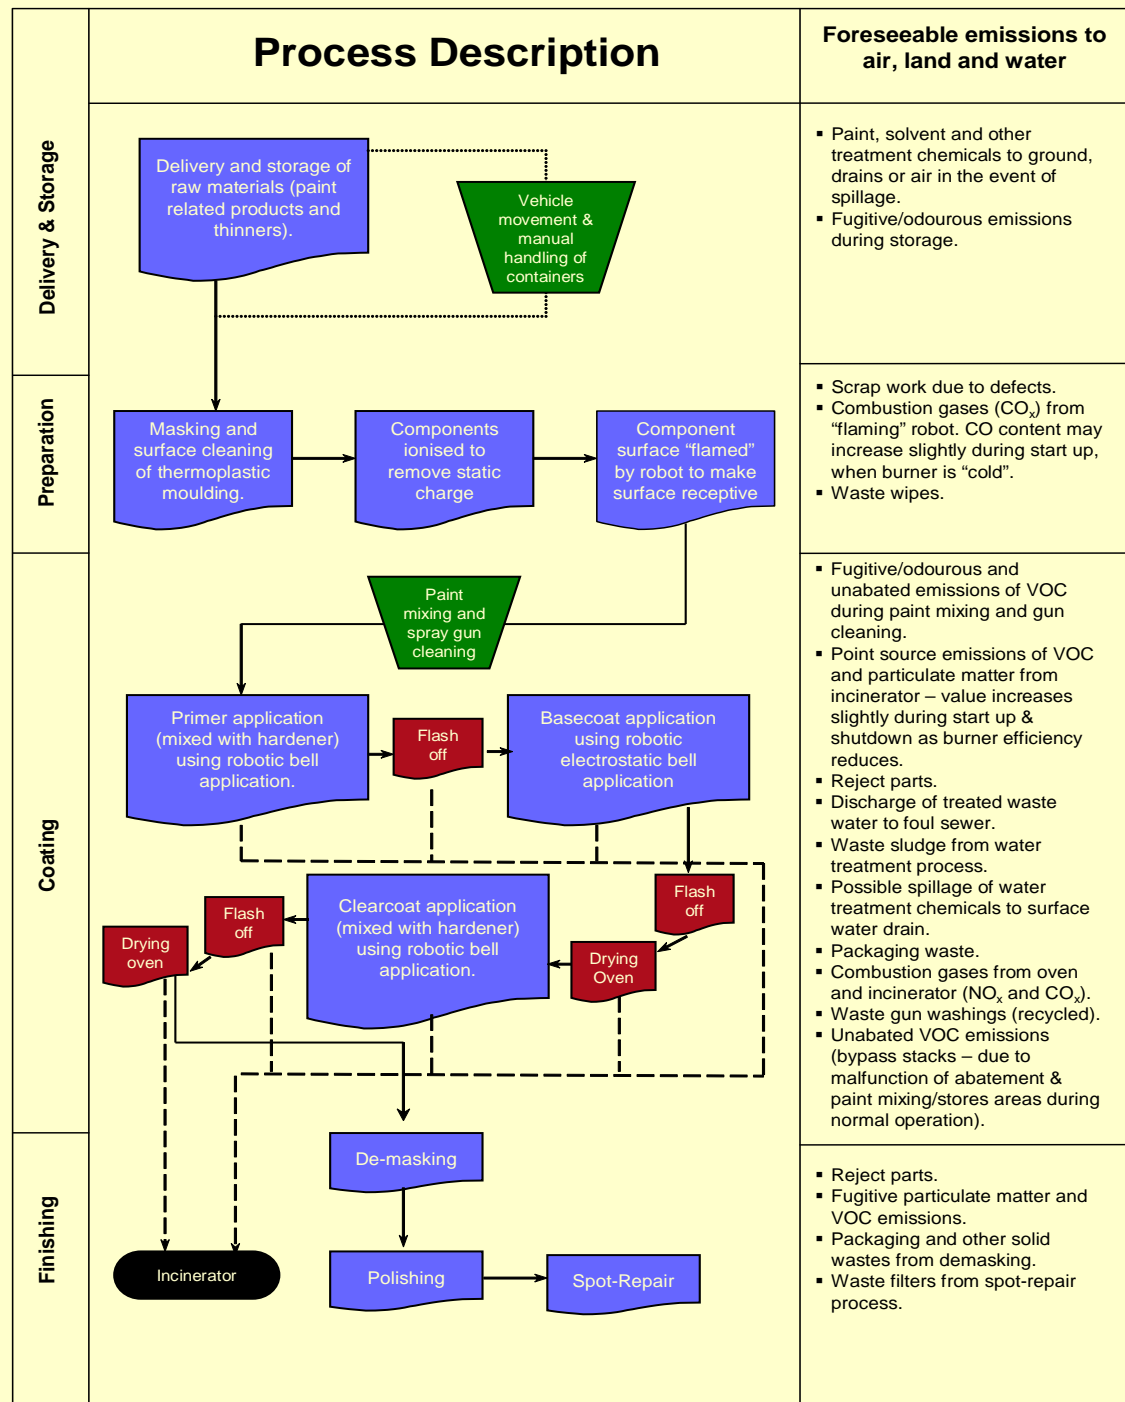 Process Description
Foreseeable emissions to
air, land and water
Delivery & Storage
Delivery and storage of
raw materials (paint
related products and
thinners).
Vehicle
movement &
manual
handling of
containers
▪ Paint, solvent and other
treatment chemicals to ground,
drains or air in the event of
spillage.
▪ Fugitive/odourous emissions
during storage.
Preparation
Masking and
surface cleaning
of thermoplastic
moulding.
Components
ionised to
remove static
charge
Component
surface “flamed”
by robot to make
surface receptive
▪ Scrap work due to defects.
▪ Combustion gases (COx) from
“flaming” robot. CO content may
increase slightly during start up,
when burner is “cold”.
▪ Waste wipes.
Coating
Paint
mixing and
spray gun
cleaning
Primer application
(mixed with hardener)
using robotic bell
application.
Flash
off
Basecoat application
using robotic
electrostatic bell
application
Flash
off
Drying
Oven
Clearcoat application
(mixed with hardener)
using robotic bell
application.
Flash
off
Drying
oven
▪ Fugitive/odourous and
unabated emissions of VOC
during paint mixing and gun
cleaning.
▪ Point source emissions of VOC
and particulate matter from
incinerator – value increases
slightly during start up &
shutdown as burner efficiency
reduces.
▪ Reject parts.
▪ Discharge of treated waste
water to foul sewer.
▪ Waste sludge from water
treatment process.
▪ Possible spillage of water
treatment chemicals to surface
water drain.
▪ Packaging waste.
▪ Combustion gases from oven
and incinerator (NOx and COx).
▪ Waste gun washings (recycled).
▪ Unabated VOC emissions
(bypass stacks – due to
malfunction of abatement &
paint mixing/stores areas during
normal operation).
Finishing
De-masking
Incinerator
Polishing
Spot-Repair
▪ Reject parts.
▪ Fugitive particulate matter and
VOC emissions.
▪ Packaging and other solid
wastes from demasking.
▪ Waste filters from spot-repair
process.